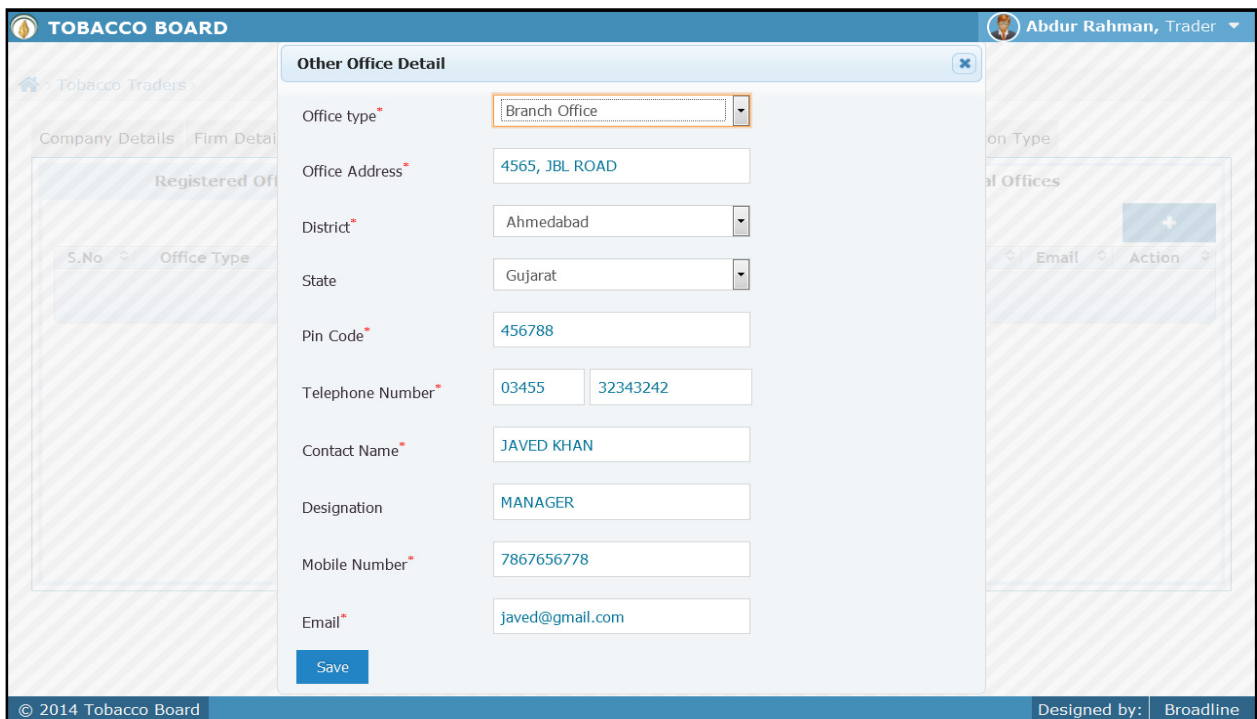 TOBACCO BOARD
Abdur Rahman, Trader
Other Office Detail
Tobacco Traders
Office type* Branch Office
Company Details Firm Detai
on Type
Office Address* 4565, JBL ROAD
Registered Off
al Offices
District* Ahmedabad
S.No Office Type
Email Action
State Gujarat
Pin Code* 456788
Telephone Number* 03455 32343242
Contact Name* JAVED KHAN
Designation MANAGER
Mobile Number* 7867656778
Email* javed@gmail.com
Save
© 2014 Tobacco Board
Designed by: Broadline